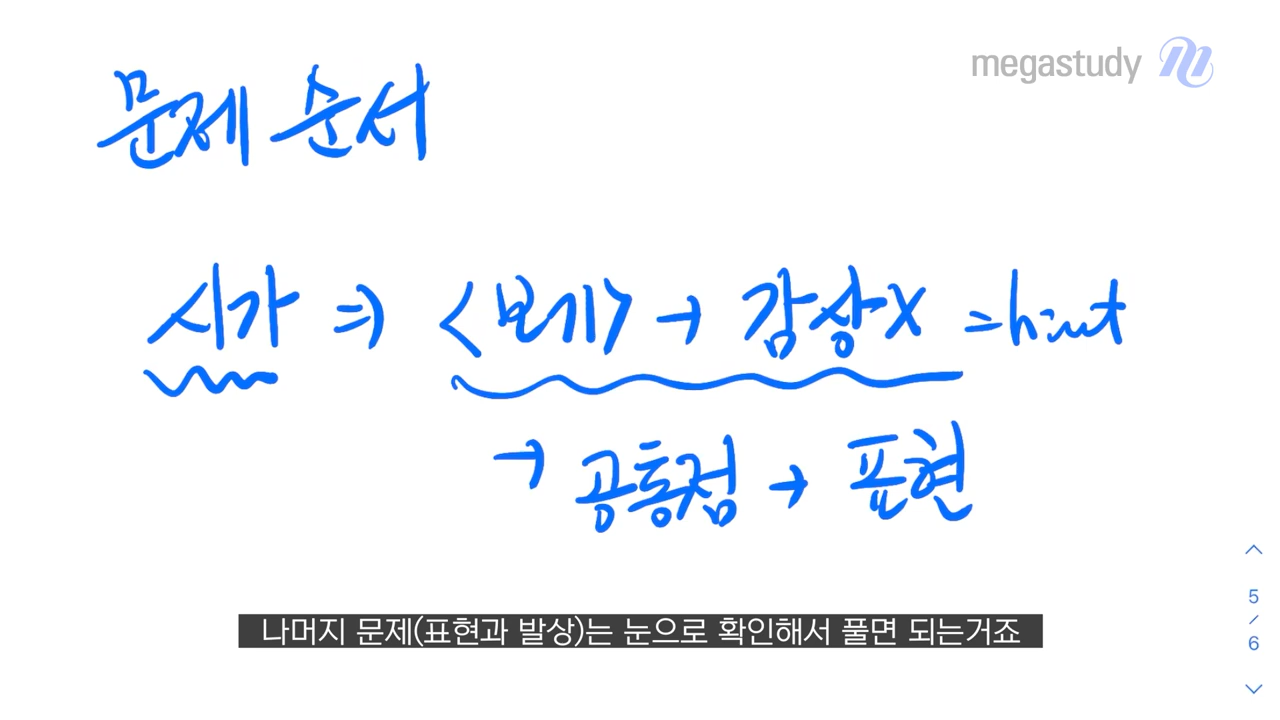 megastudy
문제 순서
시가 ⇒ <보기> → 감상X = hint
→ 공통점 → 표현
나머지 문제(표현과 발상)는 눈으로 확인해서 풀면 되는거죠
5
/
6